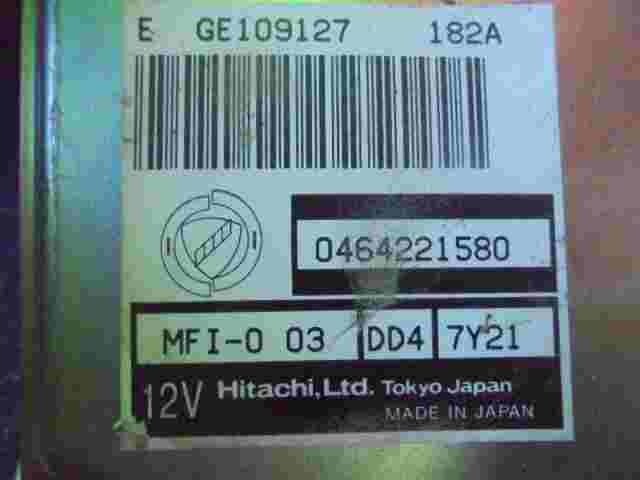 E GE109127 182A
0464221580
MFI-0 03 DD4 7Y21
12V Hitachi,Ltd. Tokyo Japan
MADE IN JAPAN